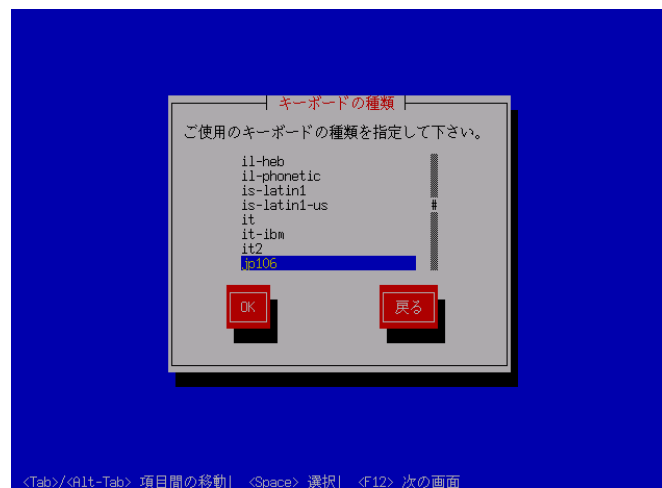 キーボードの種類
ご使用のキーボードの種類を指定して下さい。
il-heb
il-phonetic
is-latin1
is-latin1-us
#
it
it-ibm
it2
jp106
OK 戻る
<Tab>/<Alt-Tab> 項目間の移動| <Space> 選択| <F12> 次の画面